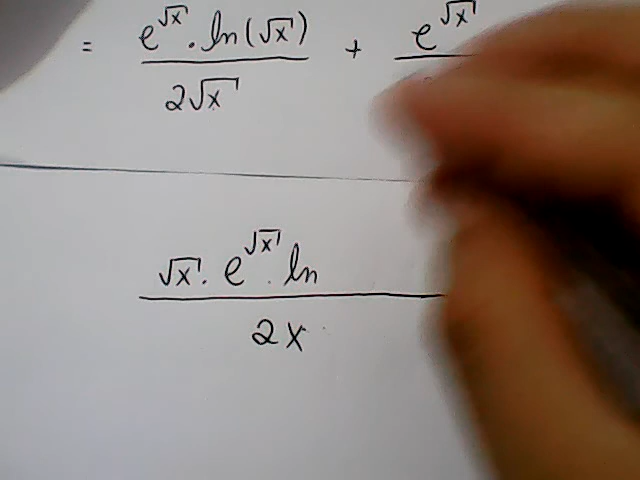 = e^√x · ln(√x) / 2√x + e^√x
√x · e^√x · ln / 2x